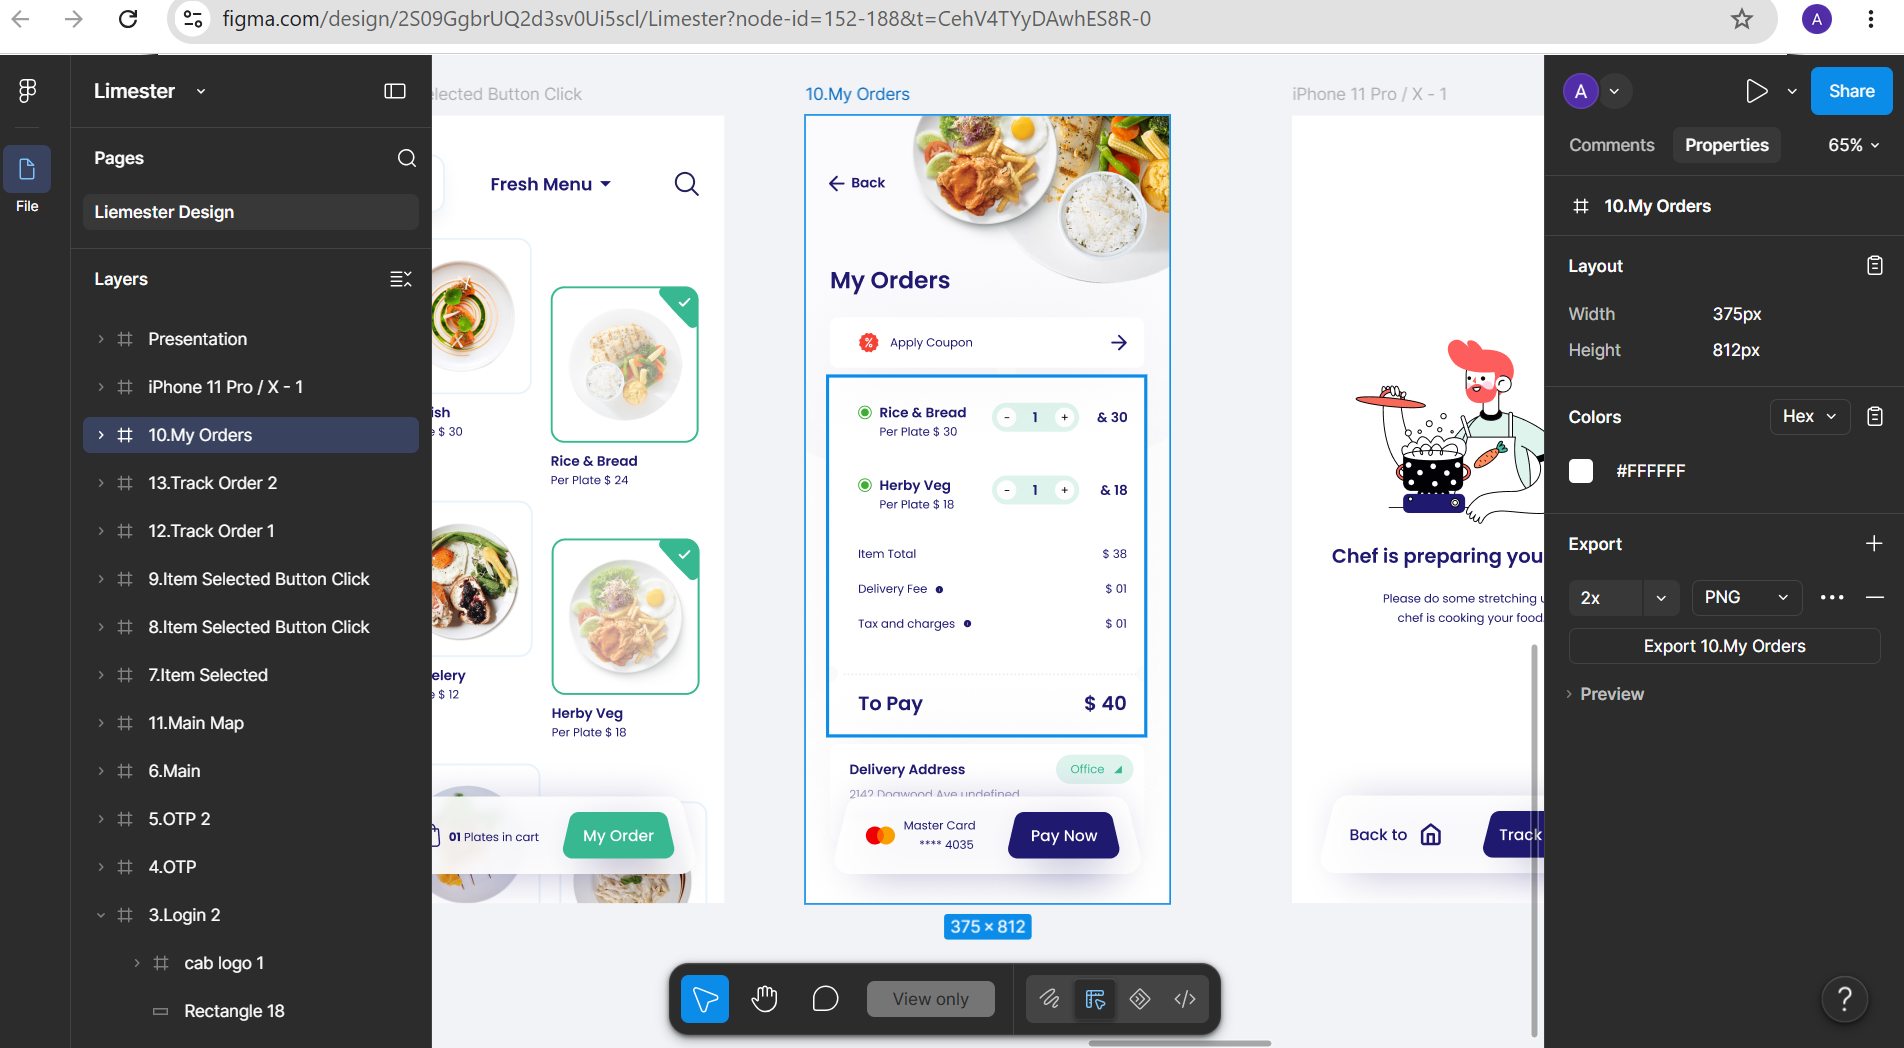 figma.com/design/2S09GgbrUQ2d3sv0Ui5scl/Limester?node-id=152-188&t=CehV4TYyDAwhES8R-0
A
File
Limester
Pages
Liemester Design
Layers
Presentation
iPhone 11 Pro / X - 1
10.My Orders
13.Track Order 2
12.Track Order 1
9.Item Selected Button Click
8.Item Selected Button Click
7.Item Selected
11.Main Map
6.Main
5.OTP 2
4.OTP
3.Login 2
cab logo 1
Rectangle 18
elected Button Click
Fresh Menu
ish
$ 30
Rice & Bread
Per Plate $ 24
elery
$ 12
Herby Veg
Per Plate $ 18
01 Plates in cart
My Order
10.My Orders
Back
My Orders
% Apply Coupon
Rice & Bread - 1 + & 30
Per Plate $ 30
Herby Veg - 1 + & 18
Per Plate $ 18
Item Total $ 38
Delivery Fee $ 01
Tax and charges $ 01
To Pay $ 40
Delivery Address Office
2142 Dogwood Ave undefined
Master Card
**** 4035
Pay Now
375 × 812
iPhone 11 Pro / X - 1
Chef is preparing you
Please do some stretching
chef is cooking your food.
Back to
Track
View only
A
Share
Comments
Properties
65%
10.My Orders
Layout
Width 375px
Height 812px
Colors
Hex
#FFFFFF
Export
2x
PNG
Export 10.My Orders
Preview
?